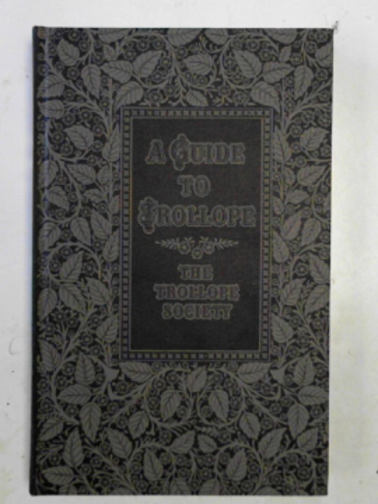 A GUIDE
TO
TROLLOPE
THE
TROLLOPE
SOCIETY